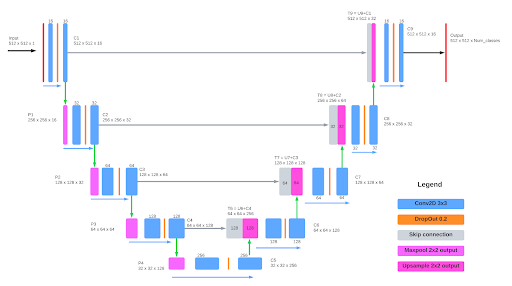 Input
512 x 512 x 1
16
16
C1
512 x 512 x 16
T9 = U9+C1
512 x 512 x 32
16
16
C9
512 x 512 x 16
Output
512 x 512 x Num_classes
P1
256 x 256 x 16
32
32
C2
256 x 256 x 32
T8 = U8+C2
256 x 256 x 64
32
32
32
32
C8
256 x 256 x 32
P2
128 x 128 x 32
64
64
C3
128 x 128 x 64
T7 = U7+C3
128 x 128 x 128
64
64
64
64
C7
128 x 128 x 64
P3
64 x 64 x 64
128
128
C4
64 x 64 x 128
T6 = U6+C4
64 x 64 x 256
128
128
128
128
C6
64 x 64 x 128
P4
32 x 32 x 128
256
256
C5
32 x 32 x 256
Legend
Conv2D 3x3
DropOut 0.2
Skip connection
Maxpool 2x2 output
Upsample 2x2 output